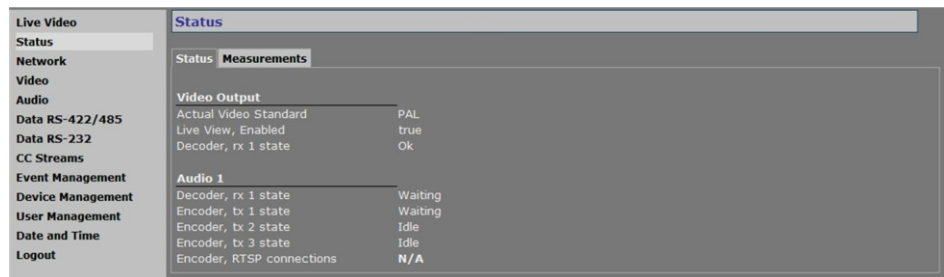 Live Video
Status
Network
Video
Audio
Data RS-422/485
Data RS-232
CC Streams
Event Management
Device Management
User Management
Date and Time
Logout
Status
Status Measurements
Video Output
Actual Video Standard PAL
Live View, Enabled true
Decoder, rx 1 state Ok
Audio 1
Decoder, rx 1 state Waiting
Encoder, tx 1 state Waiting
Encoder, tx 2 state Idle
Encoder, tx 3 state Idle
Encoder, RTSP connections N/A